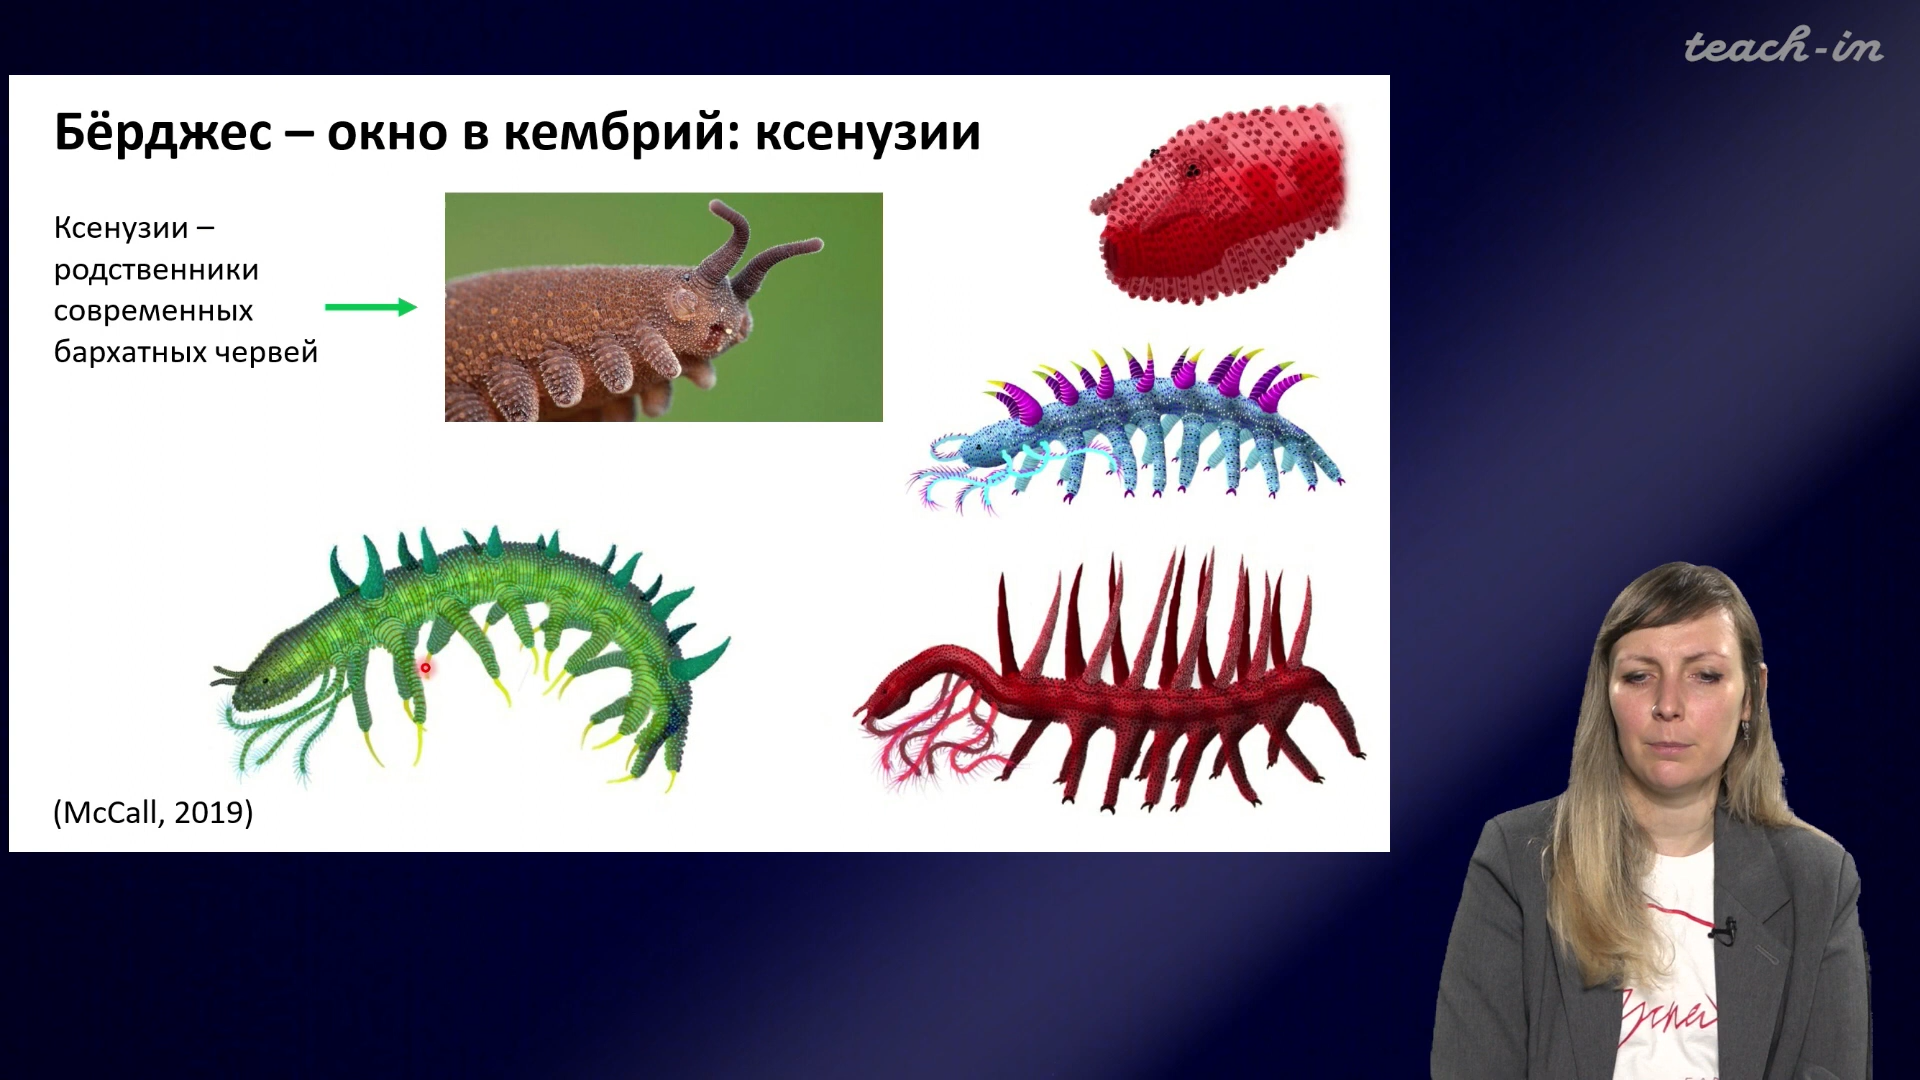 teach-in
Бёрджес – окно в кембрий: ксенузии
Ксенузии –
родственники
современных
бархатных червей
(McCall, 2019)